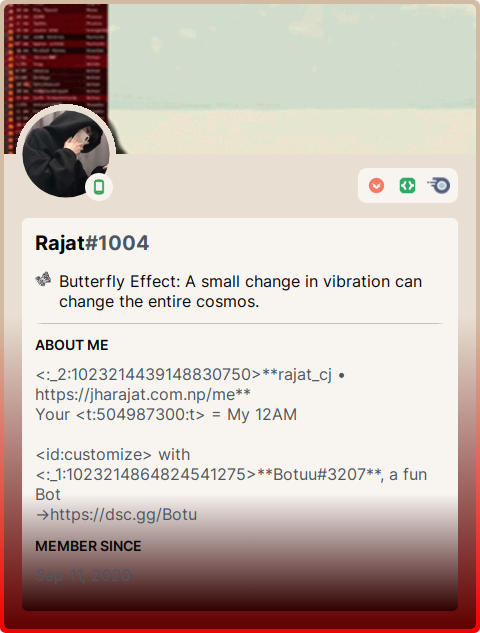 Rajat#1004
Butterfly Effect: A small change in vibration can
change the entire cosmos.
ABOUT ME
<:_2:1023214439148830750>**rajat_cj •
https://jharajat.com.np/me**
Your <t:504987300:t> = My 12AM
<id:customize> with
<:_1:1023214864824541275>**Botuu#3207**, a fun
Bot
→https://dsc.gg/Botu
MEMBER SINCE
Sep 11, 2020